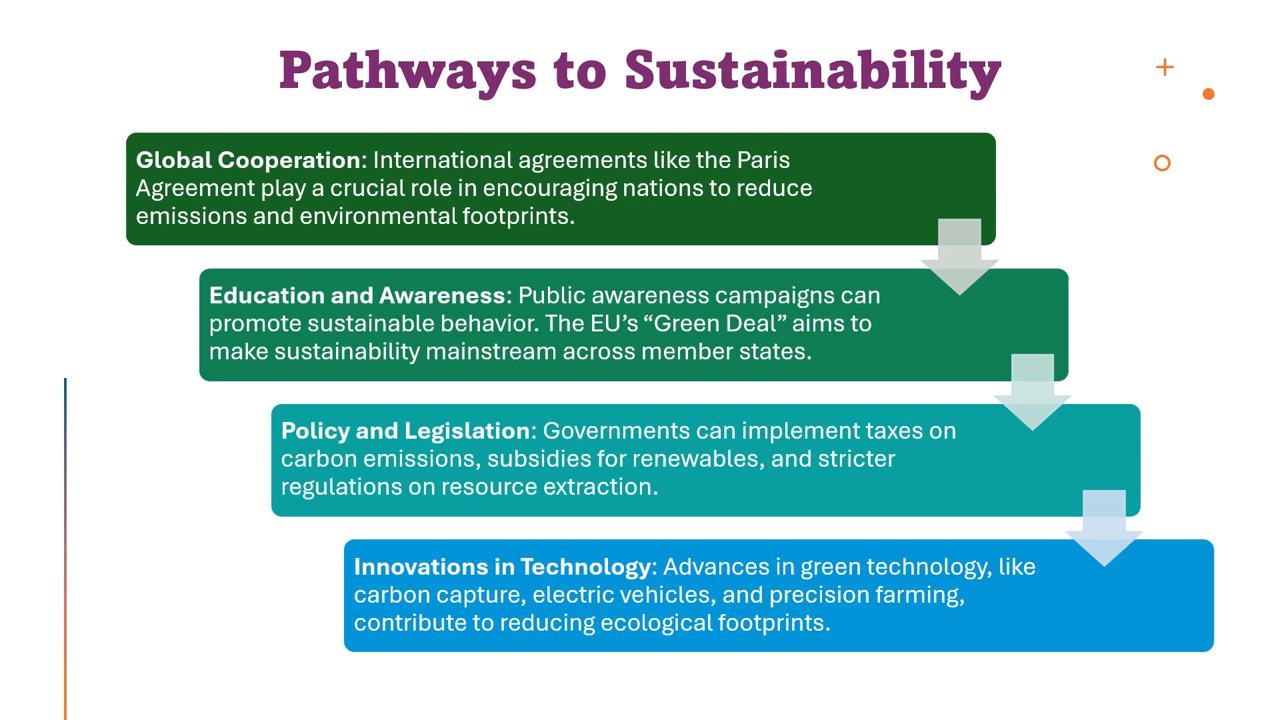 Pathways to Sustainability
Global Cooperation: International agreements like the Paris
Agreement play a crucial role in encouraging nations to reduce
emissions and environmental footprints.
Education and Awareness: Public awareness campaigns can
promote sustainable behavior. The EU’s “Green Deal” aims to
make sustainability mainstream across member states.
Policy and Legislation: Governments can implement taxes on
carbon emissions, subsidies for renewables, and stricter
regulations on resource extraction.
Innovations in Technology: Advances in green technology, like
carbon capture, electric vehicles, and precision farming,
contribute to reducing ecological footprints.